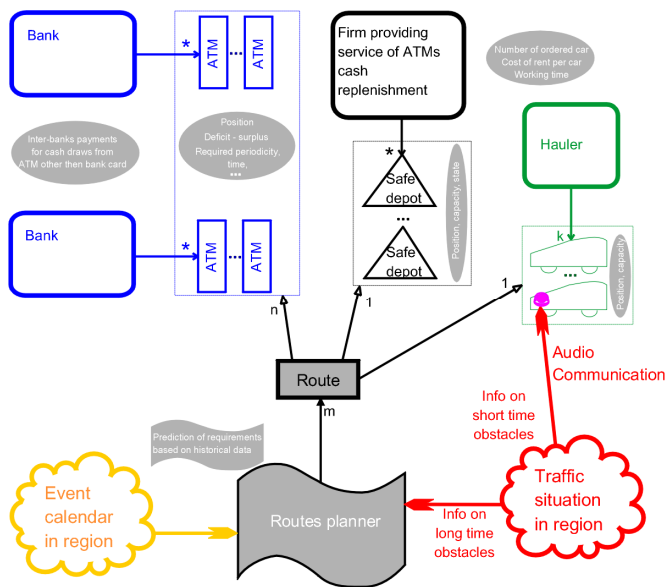 Bank
*
ATM
...
ATM
Firm providing
service of ATMs
cash
replenishment
Number of ordered car
Cost of rent per car
Working time
Inter-banks payments
for cash draws from
ATM other then bank card
Position
Deficit - surplus
Required periodicity,
time,
...
Hauler
*
Safe
depot
...
Safe
depot
Position, capacity, state
Bank
*
ATM
...
ATM
k
...
Position, capacity
n
1
1
Route
m
Audio
Communication
Info on
short time
obstacles
Prediction of requirements
based on historical data
Event
calendar
in region
Routes planner
Info on
long time
obstacles
Traffic
situation
in region